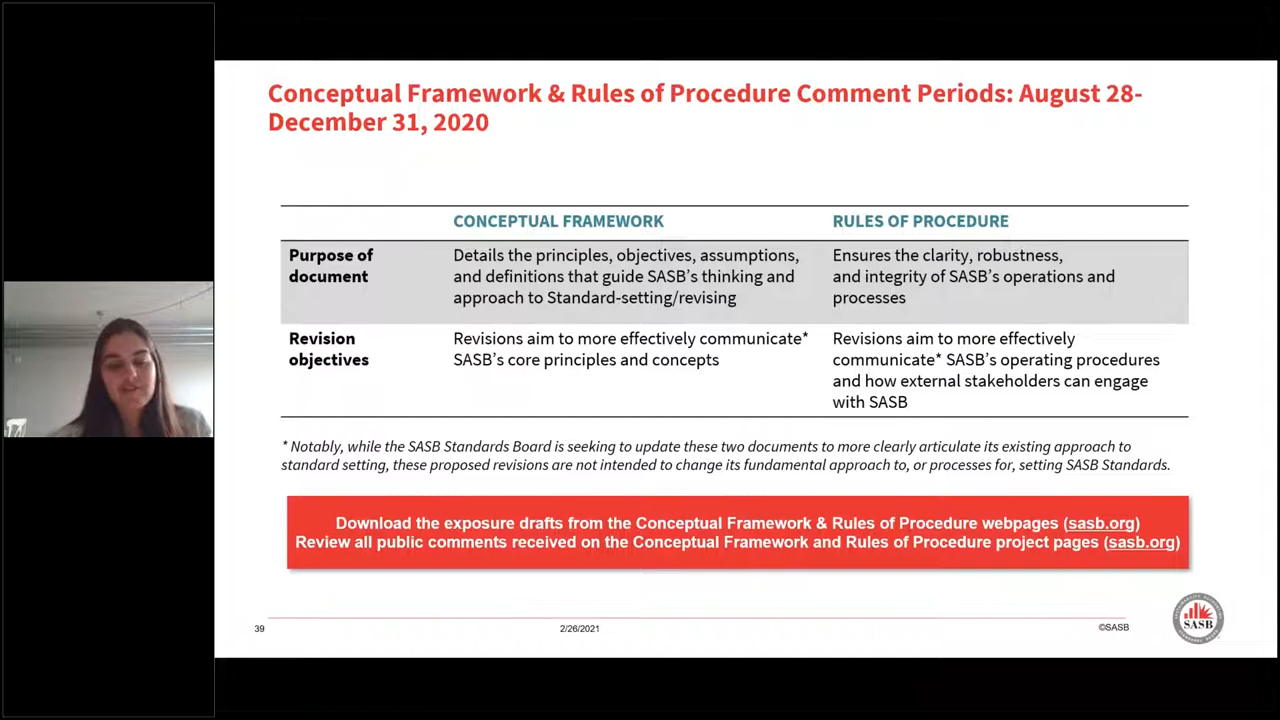 Conceptual Framework & Rules of Procedure Comment Periods: August 28-
December 31, 2020
CONCEPTUAL FRAMEWORK
RULES OF PROCEDURE
Purpose of
document
Details the principles, objectives, assumptions,
and definitions that guide SASB’s thinking and
approach to Standard-setting/revising
Ensures the clarity, robustness,
and integrity of SASB’s operations and
processes
Revision
objectives
Revisions aim to more effectively communicate*
SASB’s core principles and concepts
Revisions aim to more effectively
communicate* SASB’s operating procedures
and how external stakeholders can engage
with SASB
* Notably, while the SASB Standards Board is seeking to update these two documents to more clearly articulate its existing approach to
standard setting, these proposed revisions are not intended to change its fundamental approach to, or processes for, setting SASB Standards.
Download the exposure drafts from the Conceptual Framework & Rules of Procedure webpages (sasb.org)
Review all public comments received on the Conceptual Framework and Rules of Procedure project pages (sasb.org)
39
2/26/2021
©SASB
SASB